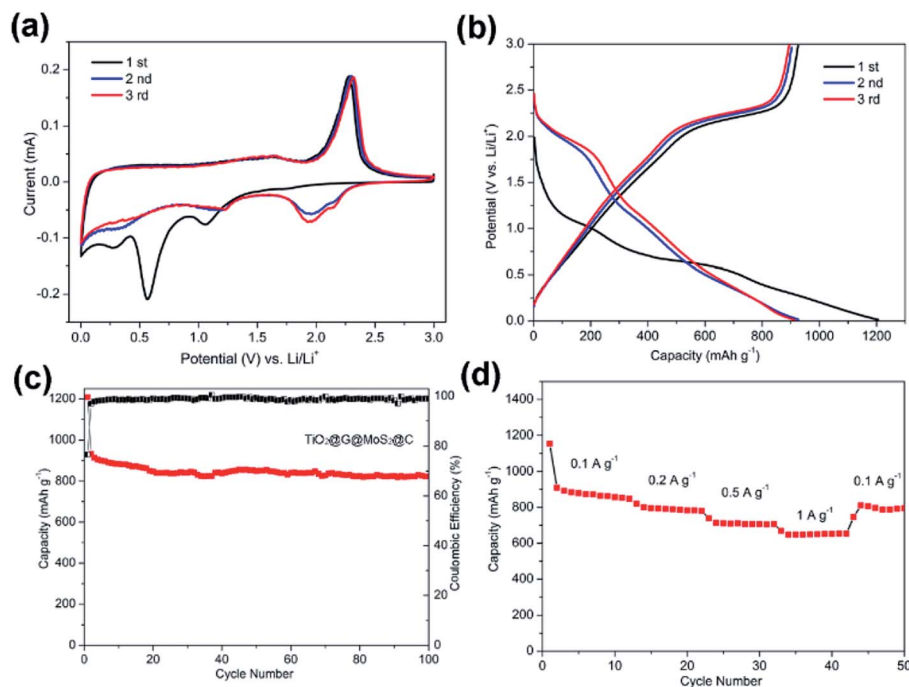 (a)
1 st
2 nd
3 rd
0.2
0.1
0.0
-0.1
-0.2
Current (mA)
0.0 0.5 1.0 1.5 2.0 2.5 3.0
Potential (V) vs. Li/Li⁺
(b)
1 st
2 nd
3 rd
3.0
2.5
2.0
1.5
1.0
0.5
0.0
Potential (V vs. Li/Li⁺)
0 200 400 600 800 1000 1200
Capacity (mAh g⁻¹)
(c)
1200
1000
800
600
400
200
0
Capacity (mAh g⁻¹)
TiO₂@G@MoS₂@C
100
80
60
40
20
0
Coulombic Efficiency (%)
0 20 40 60 80 100
Cycle Number
(d)
1400
1200
1000
800
600
400
200
0
Capacity (mAh g⁻¹)
0.1 A g⁻¹
0.2 A g⁻¹
0.5 A g⁻¹
1 A g⁻¹
0.1 A g⁻¹
0 10 20 30 40 50
Cycle Number